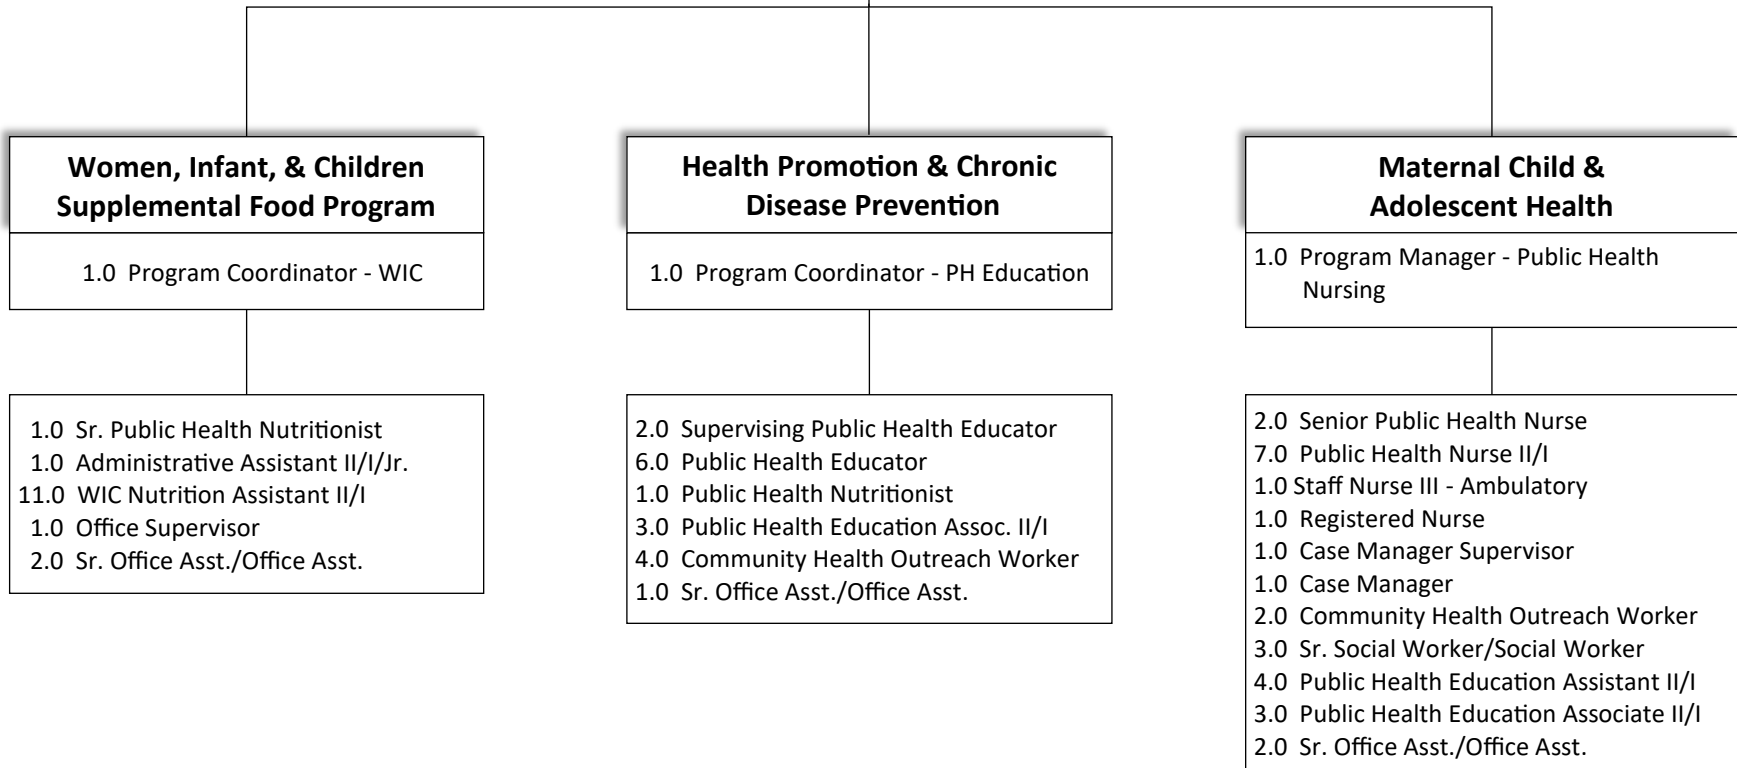 Women, Infant, & Children
Supplemental Food Program
1.0 Program Coordinator - WIC
1.0 Sr. Public Health Nutritionist
1.0 Administrative Assistant II/I/Jr.
11.0 WIC Nutrition Assistant II/I
1.0 Office Supervisor
2.0 Sr. Office Asst./Office Asst.
Health Promotion & Chronic
Disease Prevention
1.0 Program Coordinator - PH Education
2.0 Supervising Public Health Educator
6.0 Public Health Educator
1.0 Public Health Nutritionist
3.0 Public Health Education Assoc. II/I
4.0 Community Health Outreach Worker
1.0 Sr. Office Asst./Office Asst.
Maternal Child &
Adolescent Health
1.0 Program Manager - Public Health
Nursing
2.0 Senior Public Health Nurse
7.0 Public Health Nurse II/I
1.0 Staff Nurse III - Ambulatory
1.0 Registered Nurse
1.0 Case Manager Supervisor
1.0 Case Manager
2.0 Community Health Outreach Worker
3.0 Sr. Social Worker/Social Worker
4.0 Public Health Education Assistant II/I
3.0 Public Health Education Associate II/I
2.0 Sr. Office Asst./Office Asst.